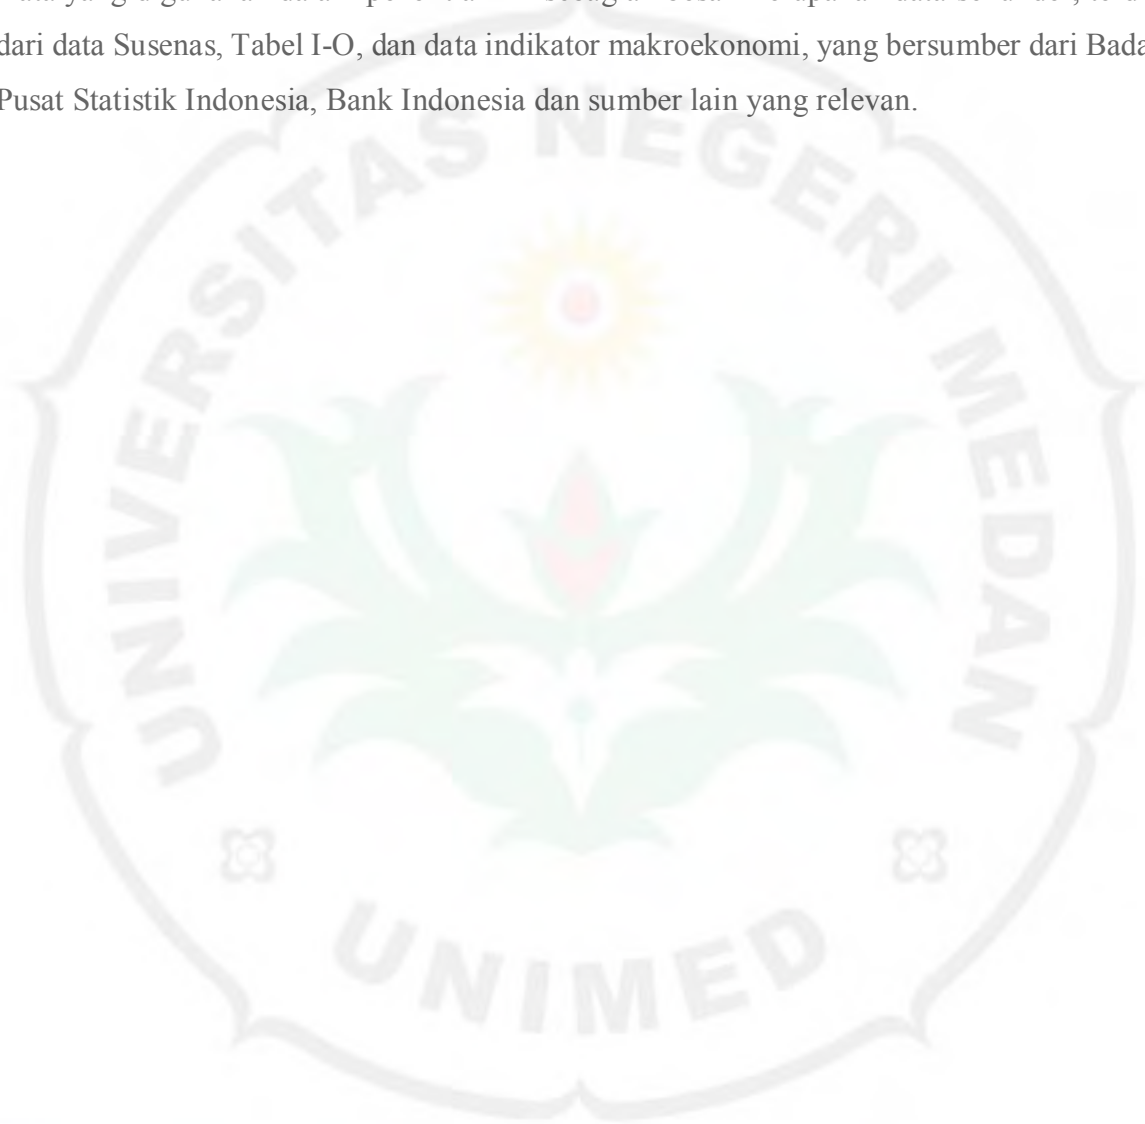 dari data Susenas, Tabel I-O, dan data indikator makroekonomi, yang bersumber dari Bada
Pusat Statistik Indonesia, Bank Indonesia dan sumber lain yang relevan.
UNIVERSITAS NEGERI MEDAN
UNIMED